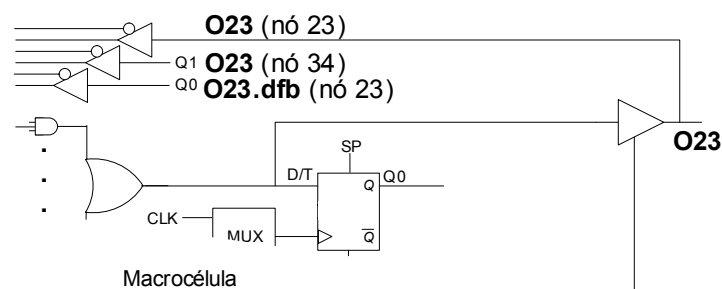 O23 (nó 23)
Q1 O23 (nó 34)
Q0 O23.dfb (nó 23)
O23
SP
D/T Q Q0
CLK
MUX
Q
Macrocélula